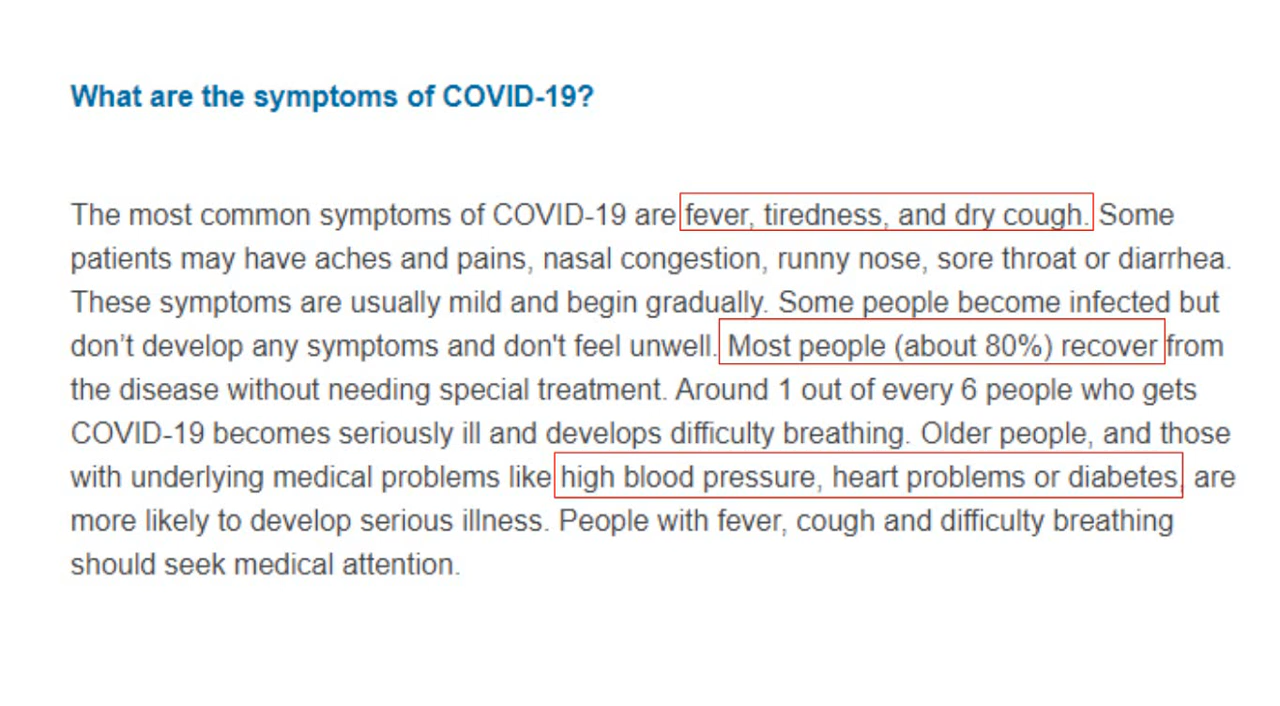 What are the symptoms of COVID-19?
The most common symptoms of COVID-19 are fever, tiredness, and dry cough. Some
patients may have aches and pains, nasal congestion, runny nose, sore throat or diarrhea.
These symptoms are usually mild and begin gradually. Some people become infected but
don’t develop any symptoms and don't feel unwell. Most people (about 80%) recover from
the disease without needing special treatment. Around 1 out of every 6 people who gets
COVID-19 becomes seriously ill and develops difficulty breathing. Older people, and those
with underlying medical problems like high blood pressure, heart problems or diabetes, are
more likely to develop serious illness. People with fever, cough and difficulty breathing
should seek medical attention.